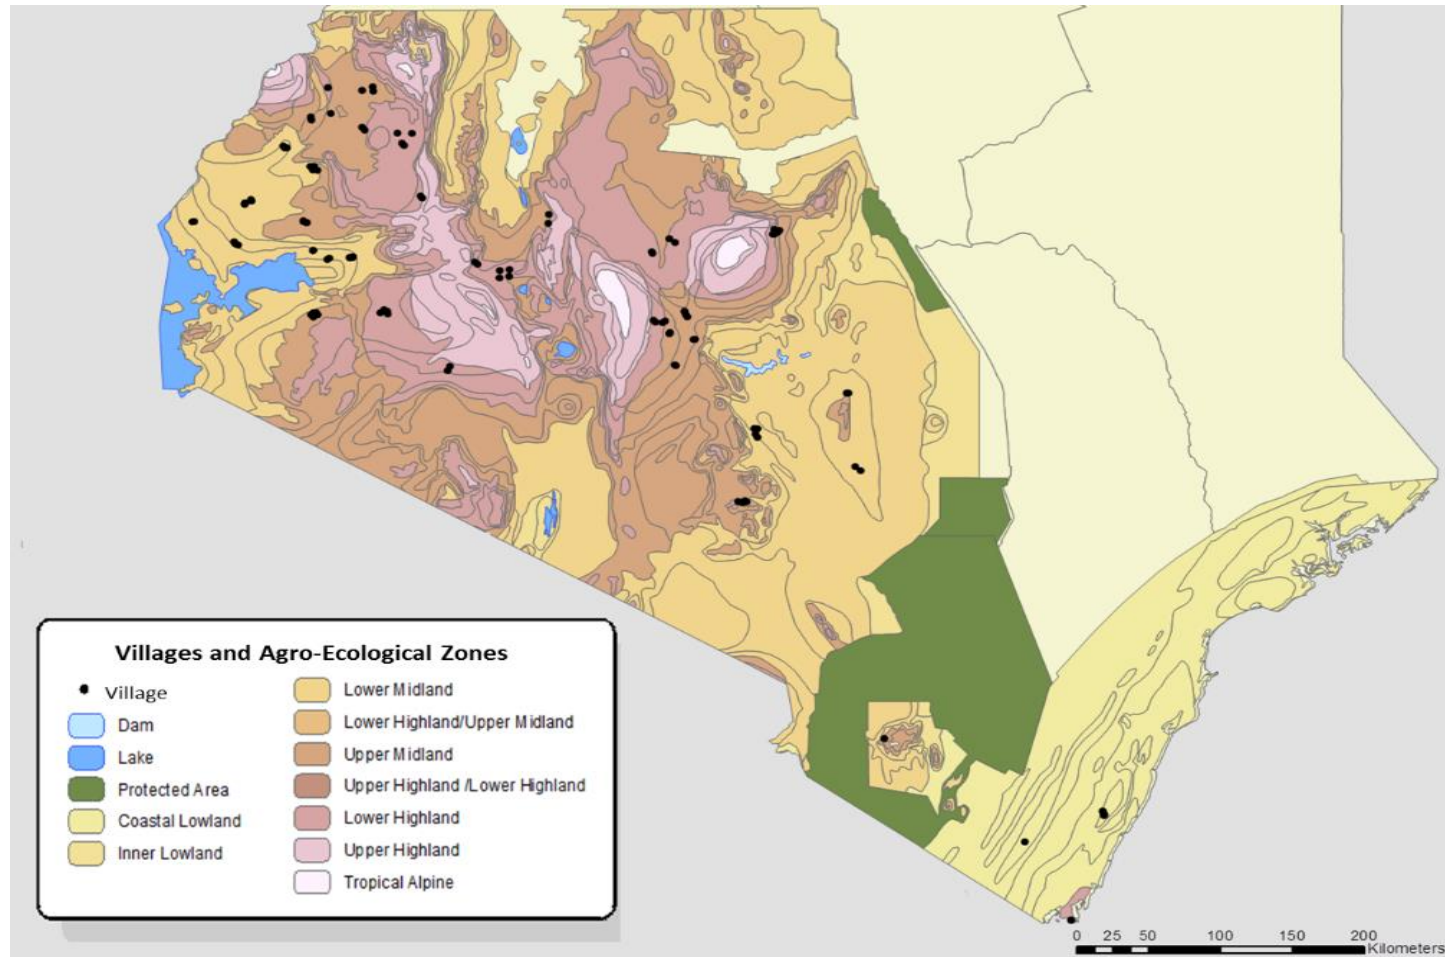 Villages and Agro-Ecological Zones
Village
Dam
Lake
Protected Area
Coastal Lowland
Inner Lowland
Lower Midland
Lower Highland/Upper Midland
Upper Midland
Upper Highland /Lower Highland
Lower Highland
Upper Highland
Tropical Alpine
0 25 50 100 150 200
Kilometers